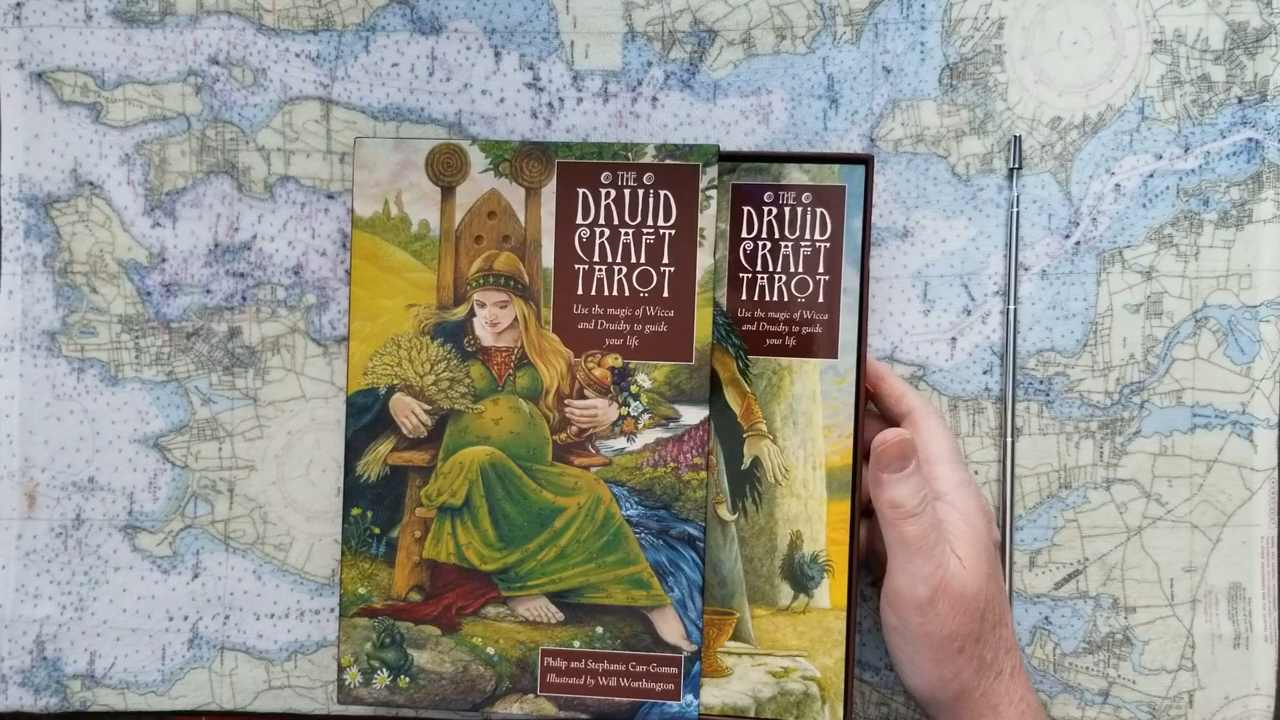 THE
DRUID
CRAFT
TAROT
Use the magic of Wicca
and Druidry to guide
your life
Philip and Stephanie Carr-Gomm
Illustrated by Will Worthington
THE
DRUID
CRAFT
TAROT
Use the magic of Wicca
and Druidry to guide
your life